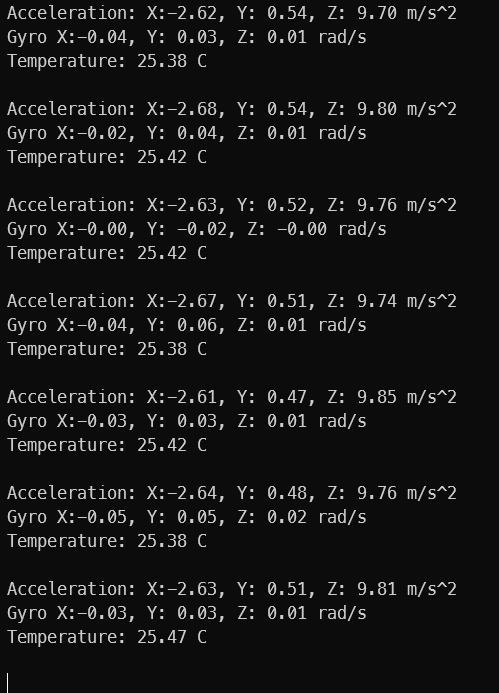 Acceleration: X:-2.62, Y: 0.54, Z: 9.70 m/s^2
Gyro X:-0.04, Y: 0.03, Z: 0.01 rad/s
Temperature: 25.38 C
Acceleration: X:-2.68, Y: 0.54, Z: 9.80 m/s^2
Gyro X:-0.02, Y: 0.04, Z: 0.01 rad/s
Temperature: 25.42 C
Acceleration: X:-2.63, Y: 0.52, Z: 9.76 m/s^2
Gyro X:-0.00, Y: -0.02, Z: -0.00 rad/s
Temperature: 25.42 C
Acceleration: X:-2.67, Y: 0.51, Z: 9.74 m/s^2
Gyro X:-0.04, Y: 0.06, Z: 0.01 rad/s
Temperature: 25.38 C
Acceleration: X:-2.61, Y: 0.47, Z: 9.85 m/s^2
Gyro X:-0.03, Y: 0.03, Z: 0.01 rad/s
Temperature: 25.42 C
Acceleration: X:-2.64, Y: 0.48, Z: 9.76 m/s^2
Gyro X:-0.05, Y: 0.05, Z: 0.02 rad/s
Temperature: 25.38 C
Acceleration: X:-2.63, Y: 0.51, Z: 9.81 m/s^2
Gyro X:-0.03, Y: 0.03, Z: 0.01 rad/s
Temperature: 25.47 C